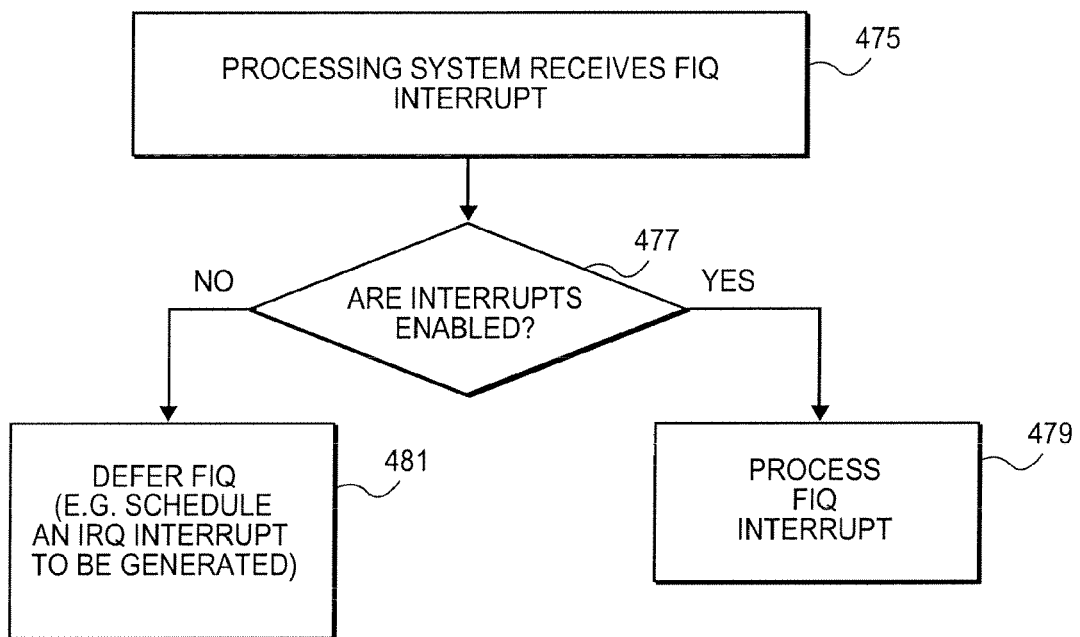 475
PROCESSING SYSTEM RECEIVES FIQ
INTERRUPT
477
NO
YES
ARE INTERRUPTS
ENABLED?
481
DEFER FIQ
(E.G. SCHEDULE
AN IRQ INTERRUPT
TO BE GENERATED)
479
PROCESS
FIQ
INTERRUPT